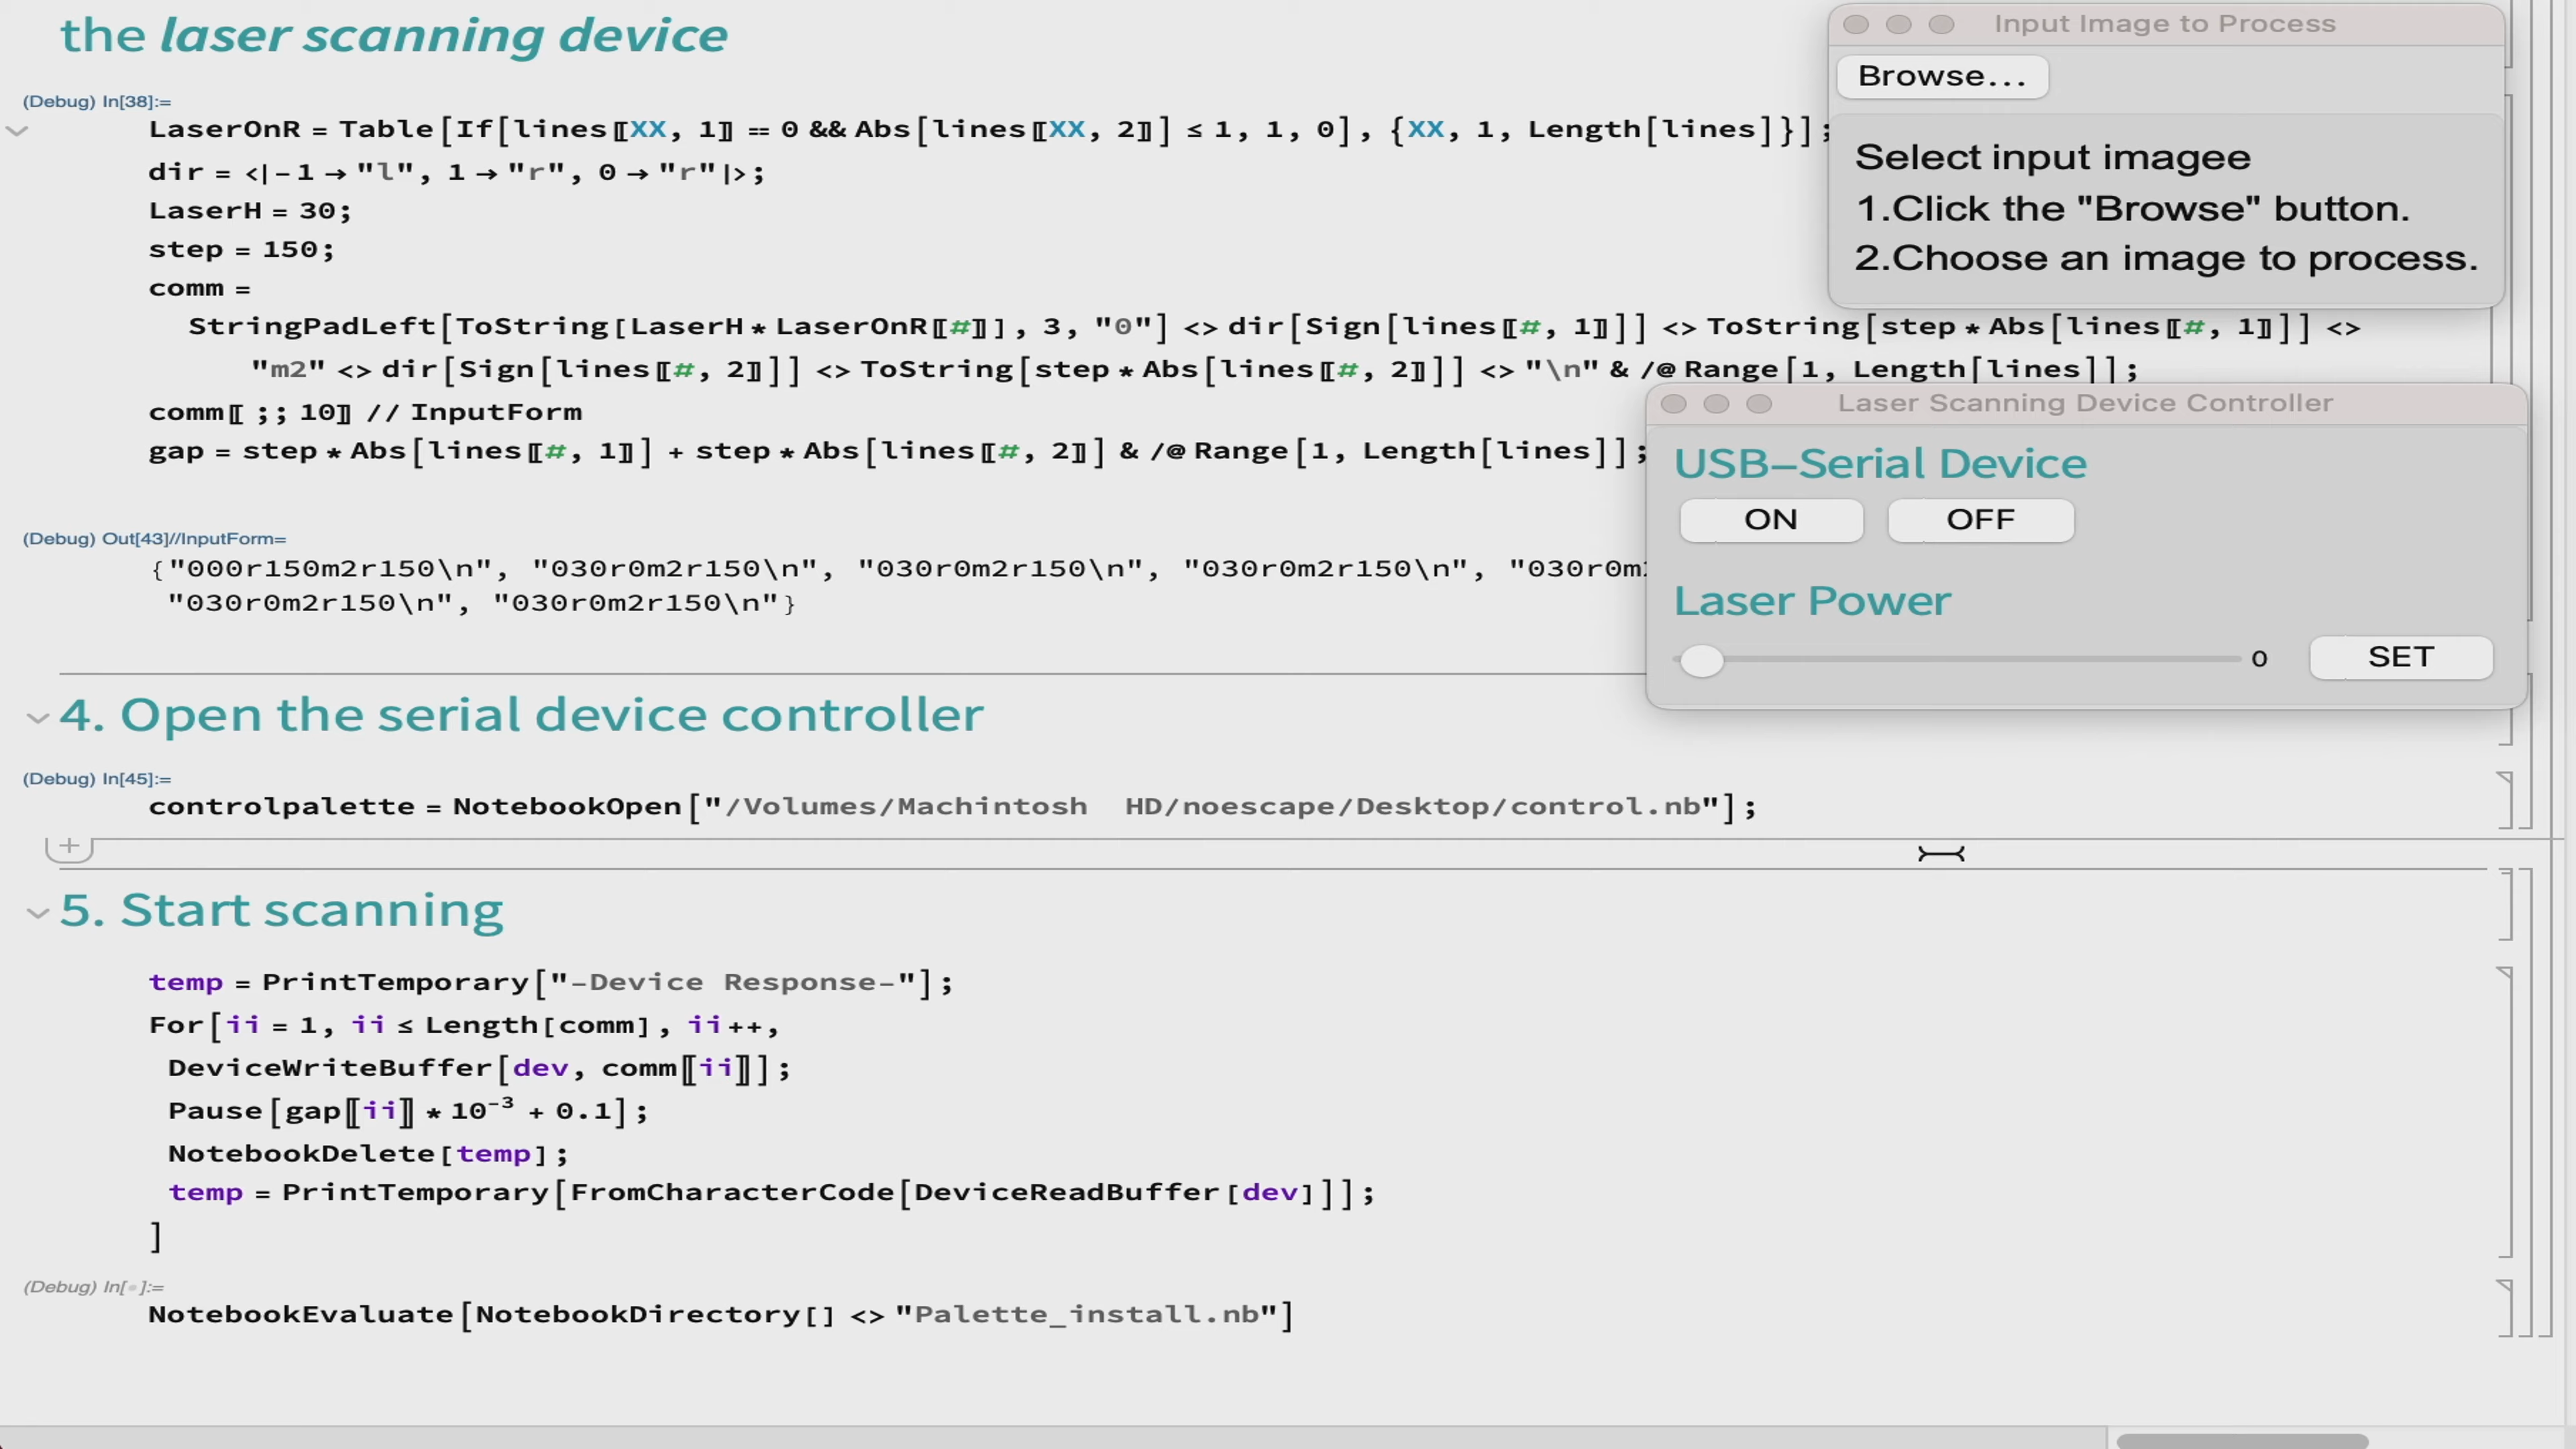 the laser scanning device
(Debug) In[38]:=
LaserOnR = Table[If[lines⟦XX, 1⟧ == 0 && Abs[lines⟦XX, 2⟧] ≤ 1, 1, 0], {XX, 1, Length[lines]}];
dir = <|-1 → "l", 1 → "r", 0 → "r"|>;
LaserH = 30;
step = 150;
comm =
StringPadLeft[ToString[LaserH * LaserOnR⟦#⟧], 3, "0"] <> dir[Sign[lines⟦#, 1⟧]] <> ToString[step * Abs[lines⟦#, 1⟧]] <>
"m2" <> dir[Sign[lines⟦#, 2⟧]] <> ToString[step * Abs[lines⟦#, 2⟧]] <> "\n" & /@ Range[1, Length[lines]];
comm⟦ ;; 10⟧ // InputForm
gap = step * Abs[lines⟦#, 1⟧] + step * Abs[lines⟦#, 2⟧] & /@ Range[1, Length[lines]];
(Debug) Out[43]//InputForm=
{"000r150m2r150\n", "030r0m2r150\n", "030r0m2r150\n", "030r0m2r150\n", "030r0m
"030r0m2r150\n", "030r0m2r150\n"}
4. Open the serial device controller
(Debug) In[45]:=
controlpalette = NotebookOpen["/Volumes/Machintosh  HD/noescape/Desktop/control.nb"];
5. Start scanning
temp = PrintTemporary["-Device Response-"];
For[ii = 1, ii ≤ Length[comm], ii++,
DeviceWriteBuffer[dev, comm⟦ii⟧];
Pause[gap⟦ii⟧ * 10⁻³ + 0.1];
NotebookDelete[temp];
temp = PrintTemporary[FromCharacterCode[DeviceReadBuffer[dev]]];
]
(Debug) In[∘]:=
NotebookEvaluate[NotebookDirectory[] <> "Palette_install.nb"]
Input Image to Process
Browse...
Select input imagee
1.Click the "Browse" button.
2.Choose an image to process.
Laser Scanning Device Controller
USB–Serial Device
ON OFF
Laser Power
0 SET